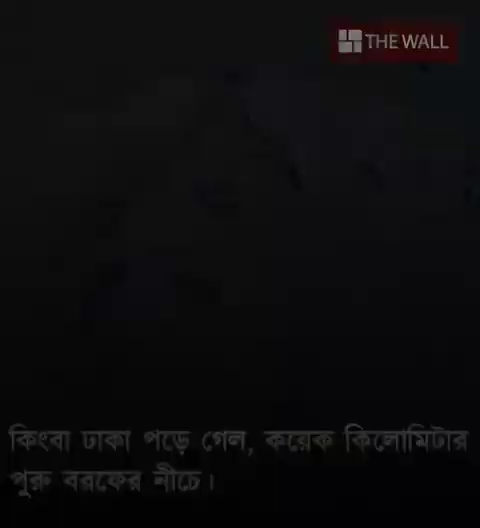 THE WALL
কিংবা ঢাকা পড়ে গেল, কয়েক কিলোমিটার
পুরু বরফের নীচে।